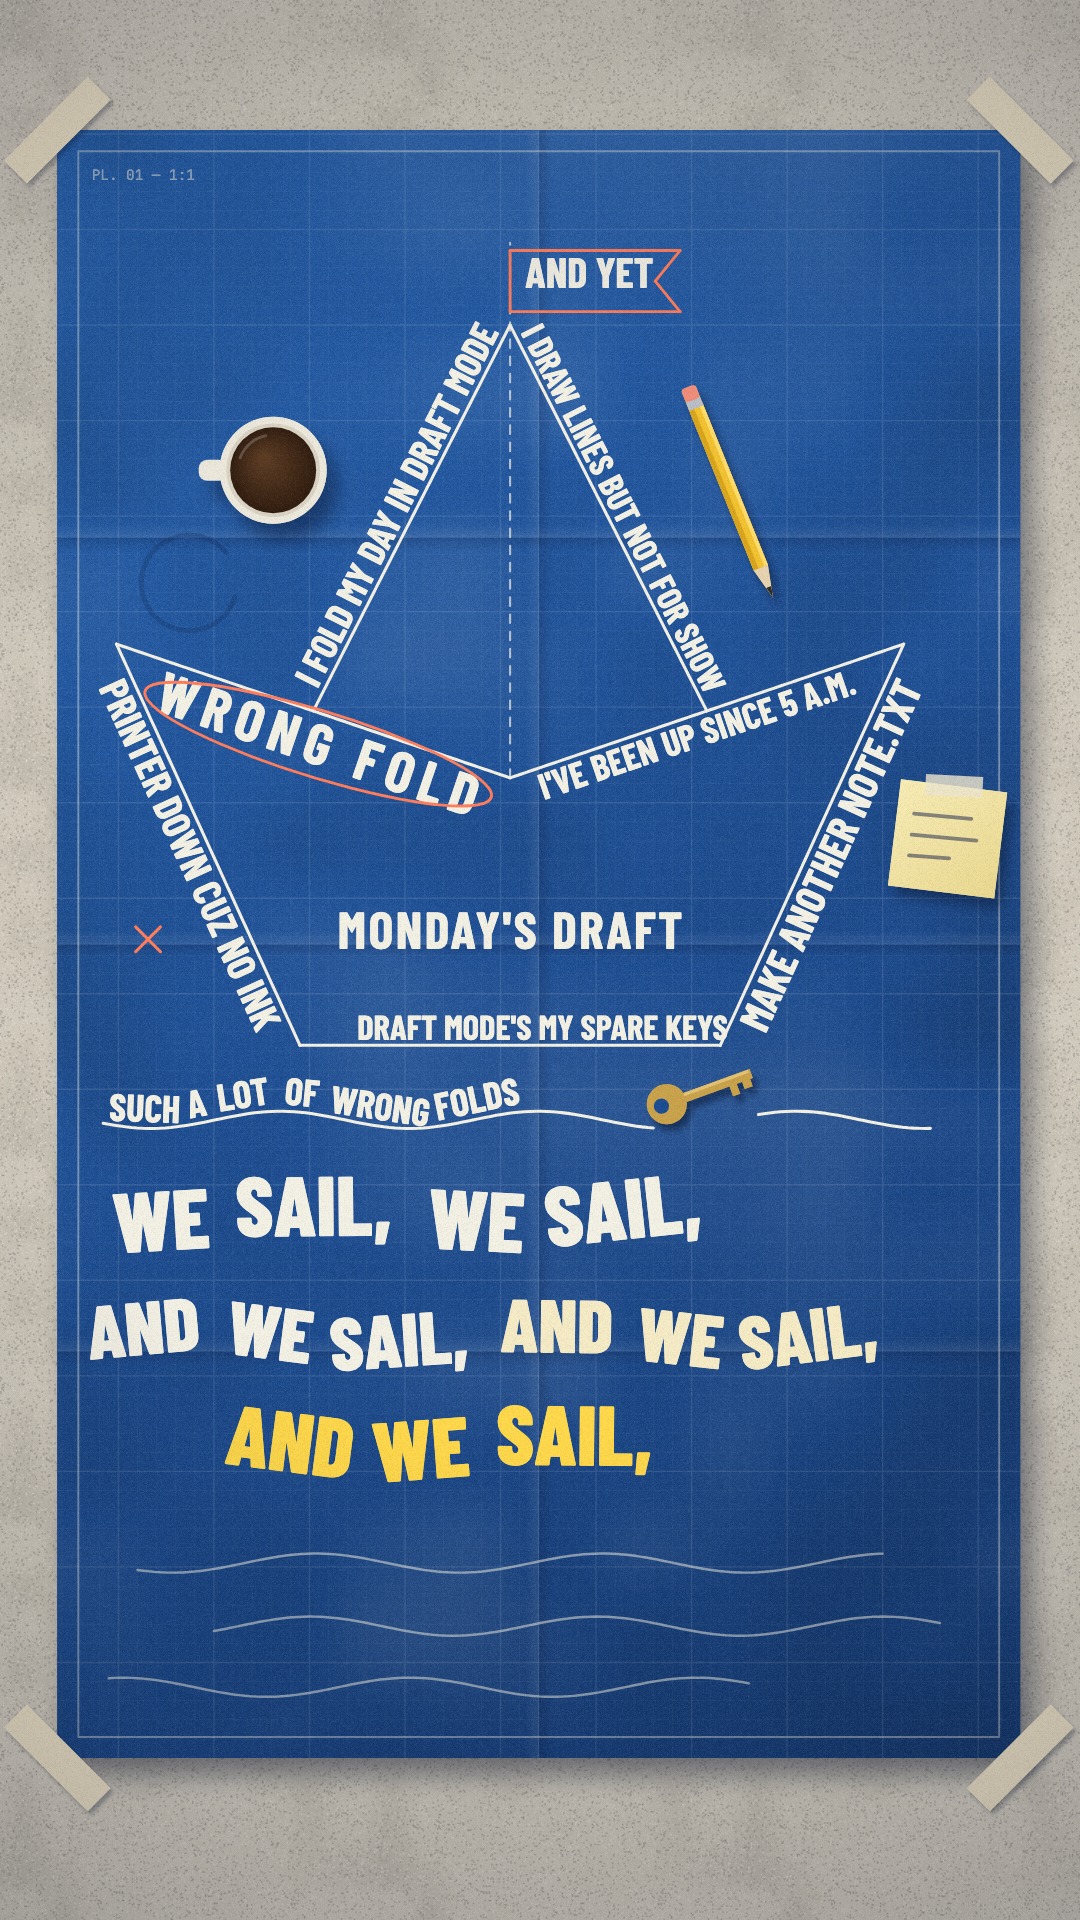 PL. 01 — 1:1
AND YET
I FOLD MY DAY IN DRAFT MODE
I DRAW LINES BUT NOT FOR SHOW
WRONG FOLD
I'VE BEEN UP SINCE 5 A.M.
PRINTER DOWN CUZ NO INK
MAKE ANOTHER NOTE.TXT
MONDAY'S DRAFT
DRAFT MODE'S MY SPARE KEYS
SUCH A LOT OF WRONG FOLDS
WE SAIL, WE SAIL,
AND WE SAIL, AND WE SAIL,
AND WE SAIL,